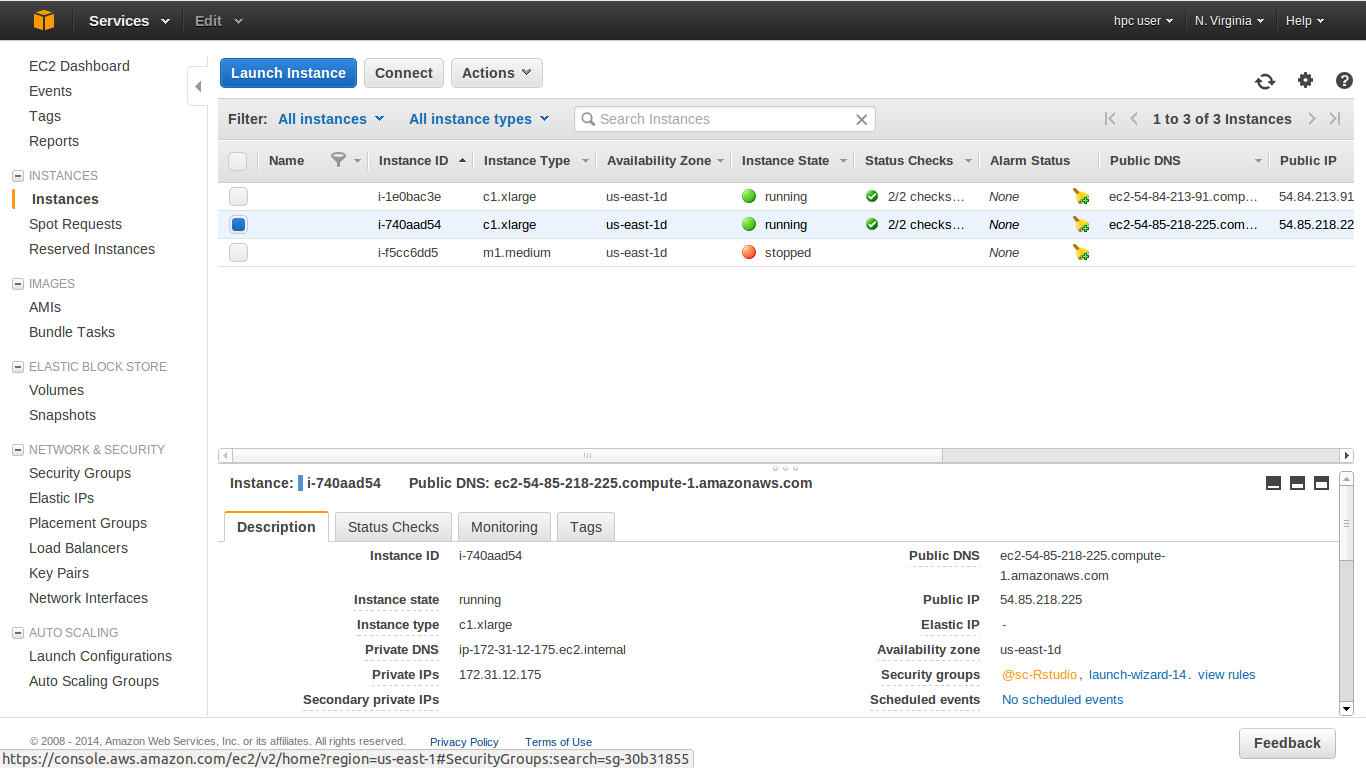 Services Edit hpc user N. Virginia Help
EC2 Dashboard
Events
Tags
Reports
INSTANCES
Instances
Spot Requests
Reserved Instances
IMAGES
AMIs
Bundle Tasks
ELASTIC BLOCK STORE
Volumes
Snapshots
NETWORK & SECURITY
Security Groups
Elastic IPs
Placement Groups
Load Balancers
Key Pairs
Network Interfaces
AUTO SCALING
Launch Configurations
Auto Scaling Groups
Launch Instance Connect Actions
Filter: All instances All instance types Search Instances 1 to 3 of 3 Instances
Name Instance ID Instance Type Availability Zone Instance State Status Checks Alarm Status Public DNS Public IP
i-1e0bac3e c1.xlarge us-east-1d running 2/2 checks… None ec2-54-84-213-91.comp… 54.84.213.91
i-740aad54 c1.xlarge us-east-1d running 2/2 checks… None ec2-54-85-218-225.com… 54.85.218.22
i-f5cc6dd5 m1.medium us-east-1d stopped None
Instance: i-740aad54 Public DNS: ec2-54-85-218-225.compute-1.amazonaws.com
Description Status Checks Monitoring Tags
Instance ID i-740aad54 Public DNS ec2-54-85-218-225.compute-
1.amazonaws.com
Instance state running Public IP 54.85.218.225
Instance type c1.xlarge Elastic IP -
Private DNS ip-172-31-12-175.ec2.internal Availability zone us-east-1d
Private IPs 172.31.12.175 Security groups @sc-Rstudio, launch-wizard-14. view rules
Secondary private IPs Scheduled events No scheduled events
© 2008 - 2014, Amazon Web Services, Inc. or its affiliates. All rights reserved. Privacy Policy Terms of Use Feedback
https://console.aws.amazon.com/ec2/v2/home?region=us-east-1#SecurityGroups:search=sg-30b31855